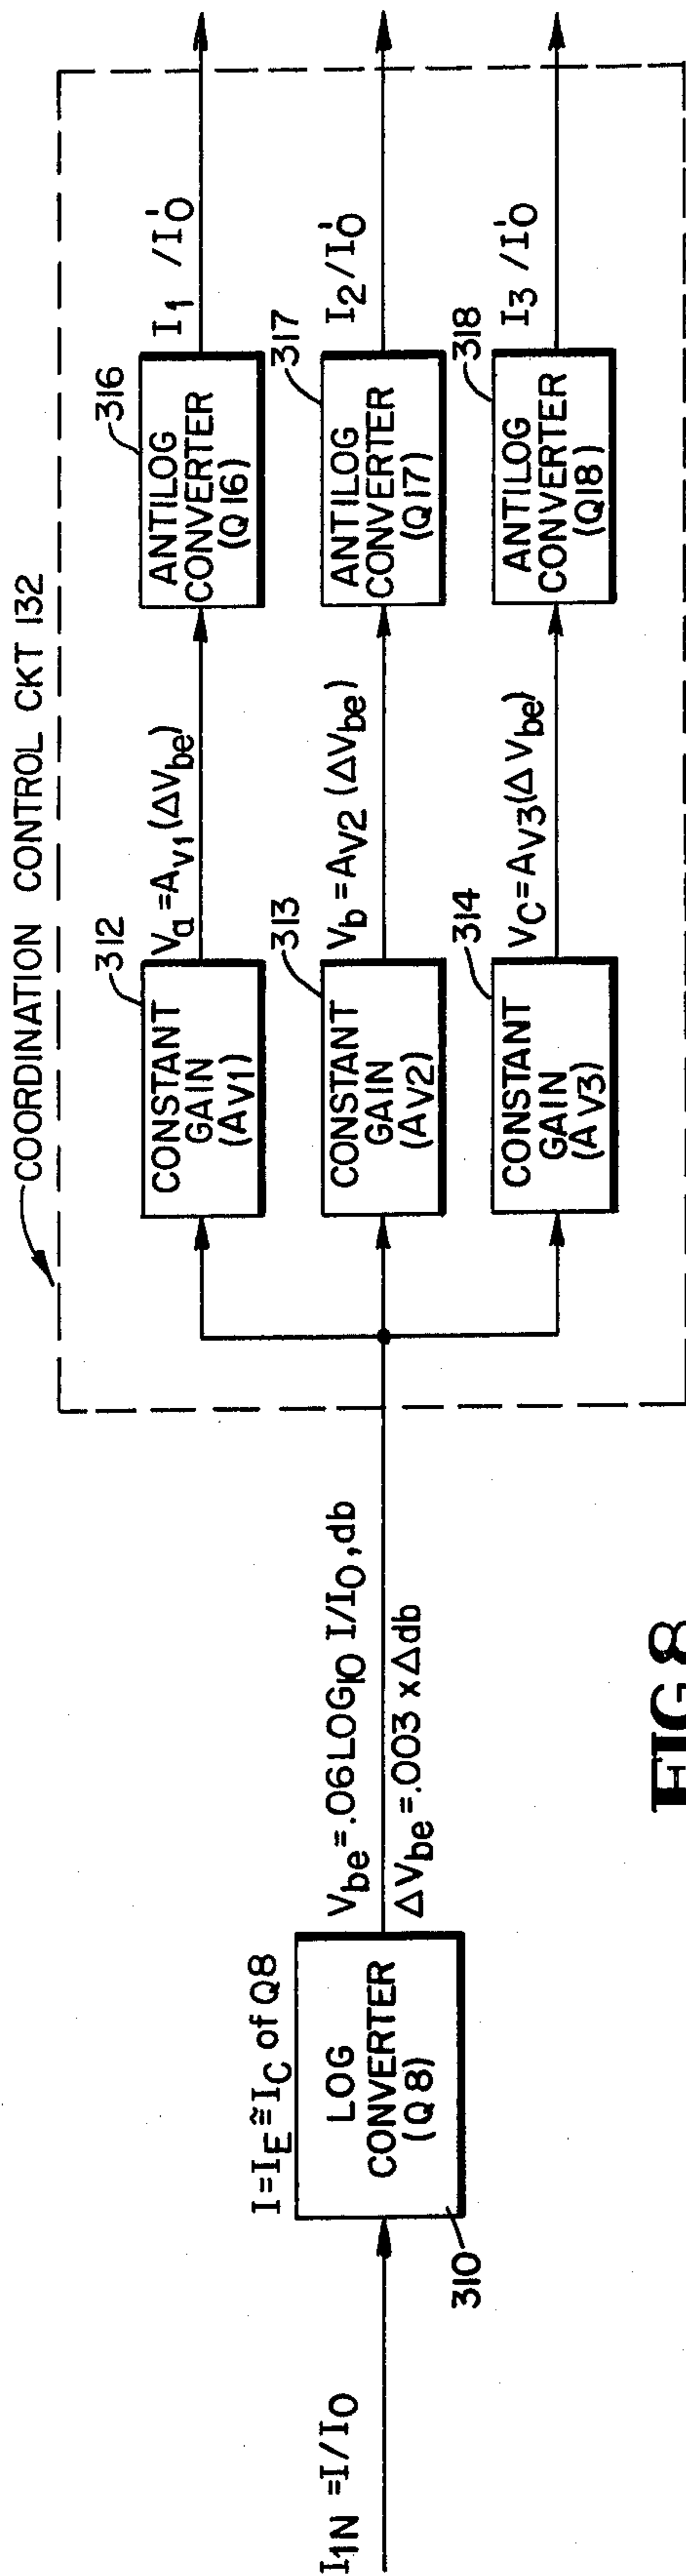 COORDINATION CONTROL CKT 132
I1N = I/IO
I=IE≅IC of Q8
LOG
CONVERTER
(Q8)
310
Vbe=.06LOG10 I/IO,db
ΔVbe=.003 x Δdb
312
CONSTANT
GAIN
(AV1)
Va=AV1(ΔVbe)
316
ANTILOG
CONVERTER
(Q16)
I1/I'O
313
CONSTANT
GAIN
(AV2)
Vb=AV2(ΔVbe)
317
ANTILOG
CONVERTER
(Q17)
I2/I'O
314
CONSTANT
GAIN
(AV3)
VC=AV3(ΔVbe)
318
ANTILOG
CONVERTER
(Q18)
I3/I'O
FIG 8